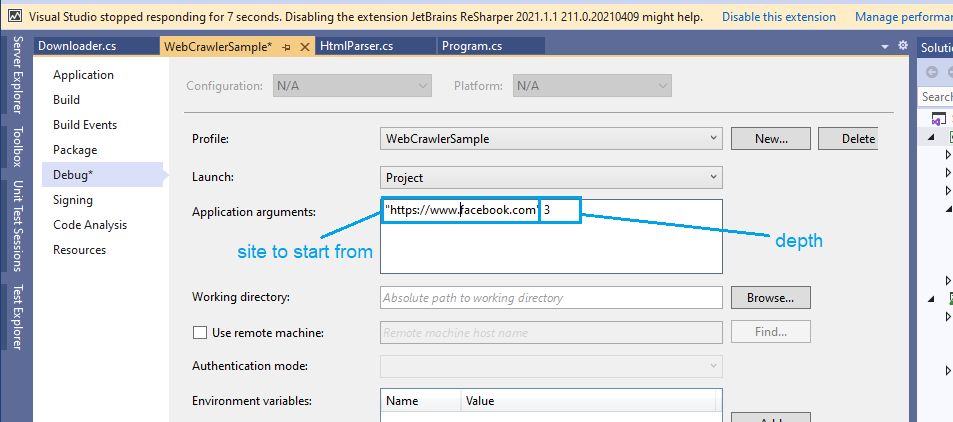 Visual Studio stopped responding for 7 seconds. Disabling the extension JetBrains ReSharper 2021.1.1 211.0.20210409 might help. Disable this extension Manage performa
Server Explorer
Toolbox
Unit Test Sessions
Test Explorer
Downloader.cs WebCrawlerSample* HtmlParser.cs Program.cs
Solutio
Search
Application
Build
Build Events
Package
Debug*
Signing
Code Analysis
Resources
Configuration: N/A Platform: N/A
Profile: WebCrawlerSample New... Delete
Launch: Project
Application arguments: "https://www.facebook.com" 3
site to start from
depth
Working directory: Absolute path to working directory Browse...
Use remote machine: Remote machine host name Find...
Authentication mode:
Environment variables: Name Value